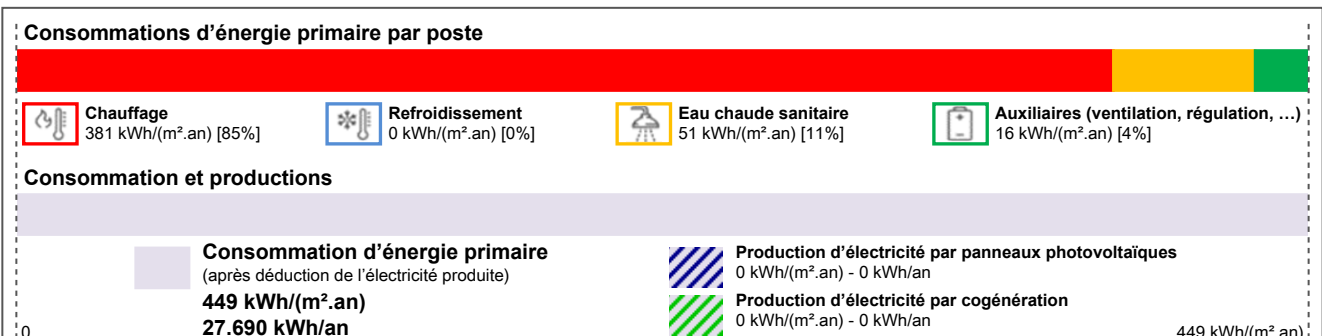 Consommations d'énergie primaire par poste
Chauffage
381 kWh/(m².an) [85%]
Refroidissement
0 kWh/(m².an) [0%]
Eau chaude sanitaire
51 kWh/(m².an) [11%]
Auxiliaires (ventilation, régulation, …)
16 kWh/(m².an) [4%]
Consommation et productions
Consommation d'énergie primaire
(après déduction de l'électricité produite)
449 kWh/(m².an)
27.690 kWh/an
Production d'électricité par panneaux photovoltaïques
0 kWh/(m².an) - 0 kWh/an
Production d'électricité par cogénération
0 kWh/(m².an) - 0 kWh/an
0
449 kWh/(m².an)